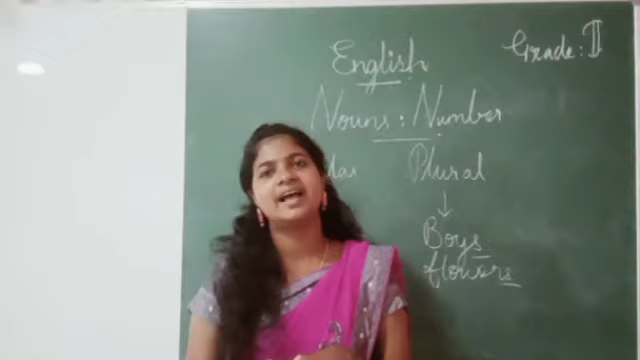 English
Grade: II
Nouns: Number
Plural
Boys
flowers